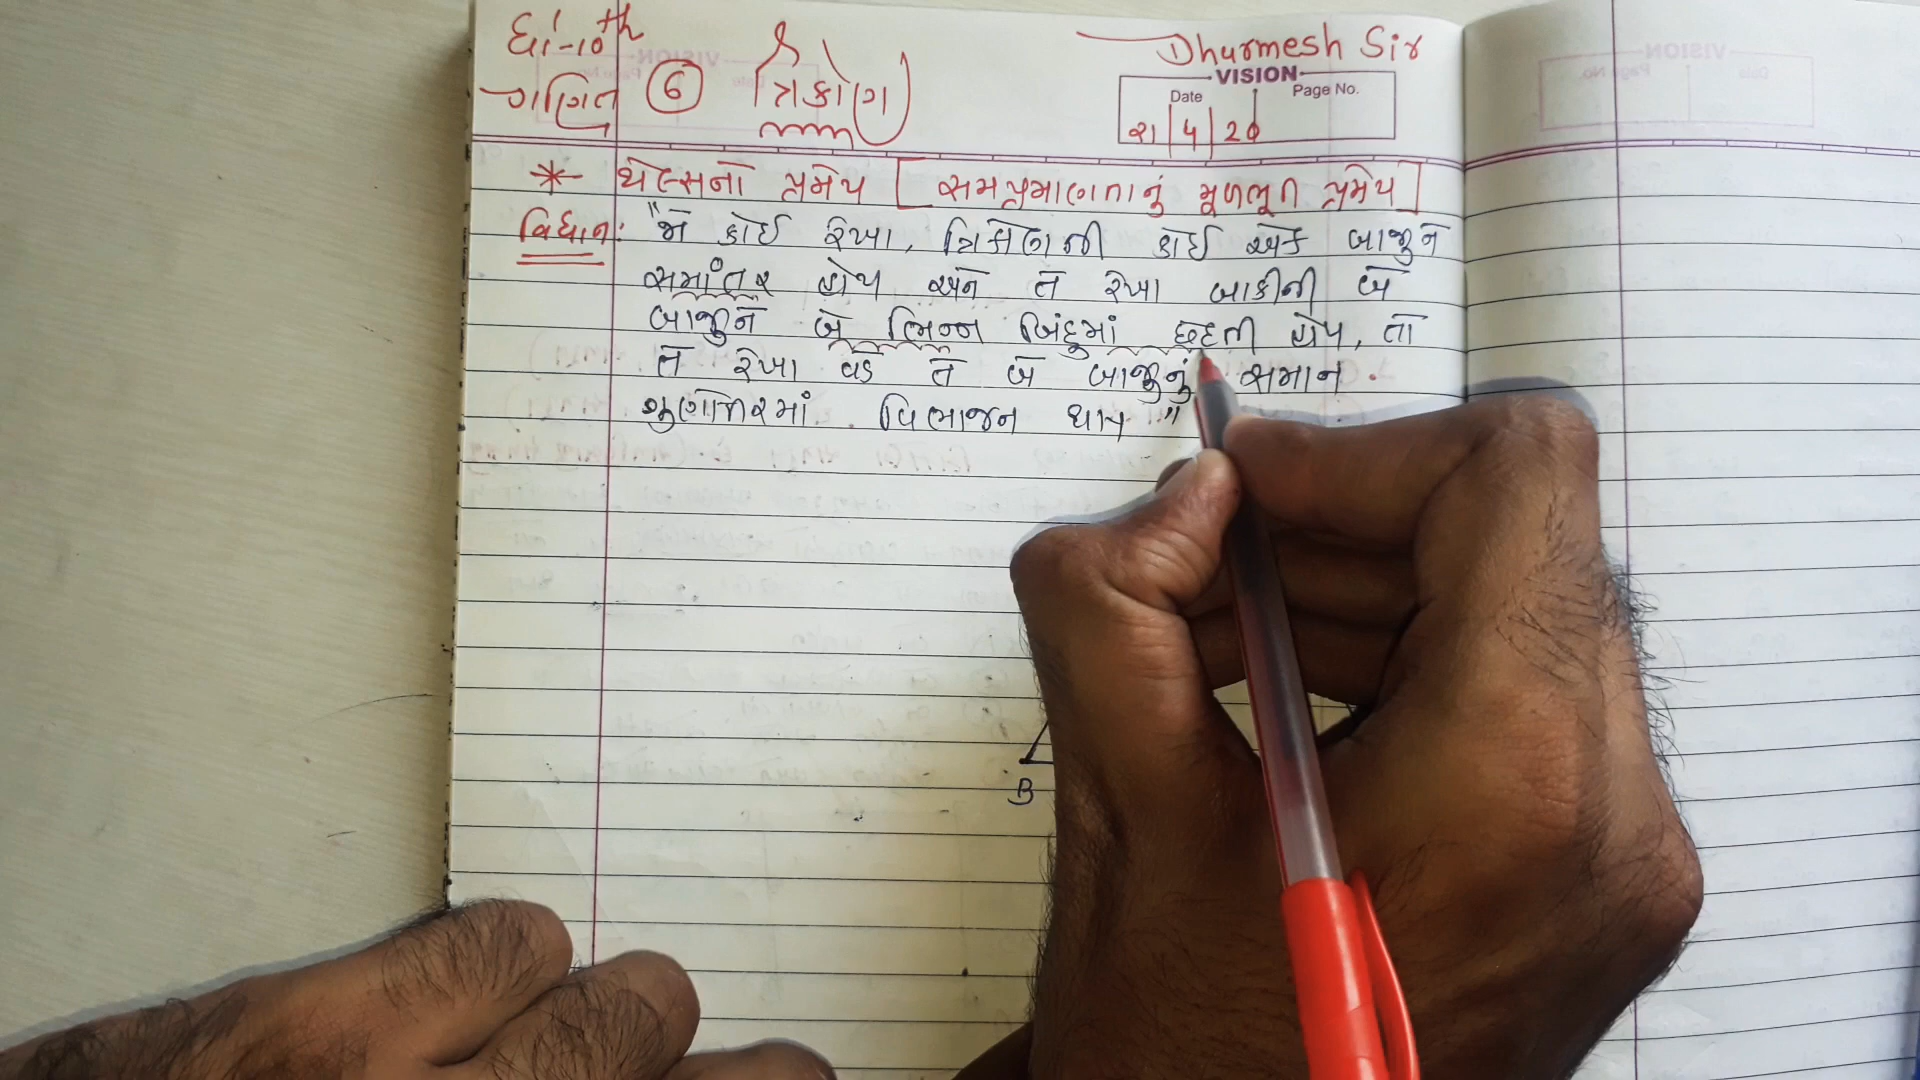 ધો-10th
ગણિત
6
ત્રિકોણ
Dhurmesh Sir
VISION
Date
Page No.
21 | 4 | 20
* થેલ્સનો પ્રમેય [ સમપ્રમાણતાનું મૂળભૂત પ્રમેય ]
વિધાન: "જો કોઈ રેખા, ત્રિકોણની કોઈ એક બાજુને
સમાંતર હોય અને તે રેખા બાકીની બે
બાજુને બે ભિન્ન બિંદુમાં છેદતી હોય, તો
તે રેખા વડે તે બે બાજુનું સમાન
ગુણોત્તરમાં વિભાજન થાય"
B